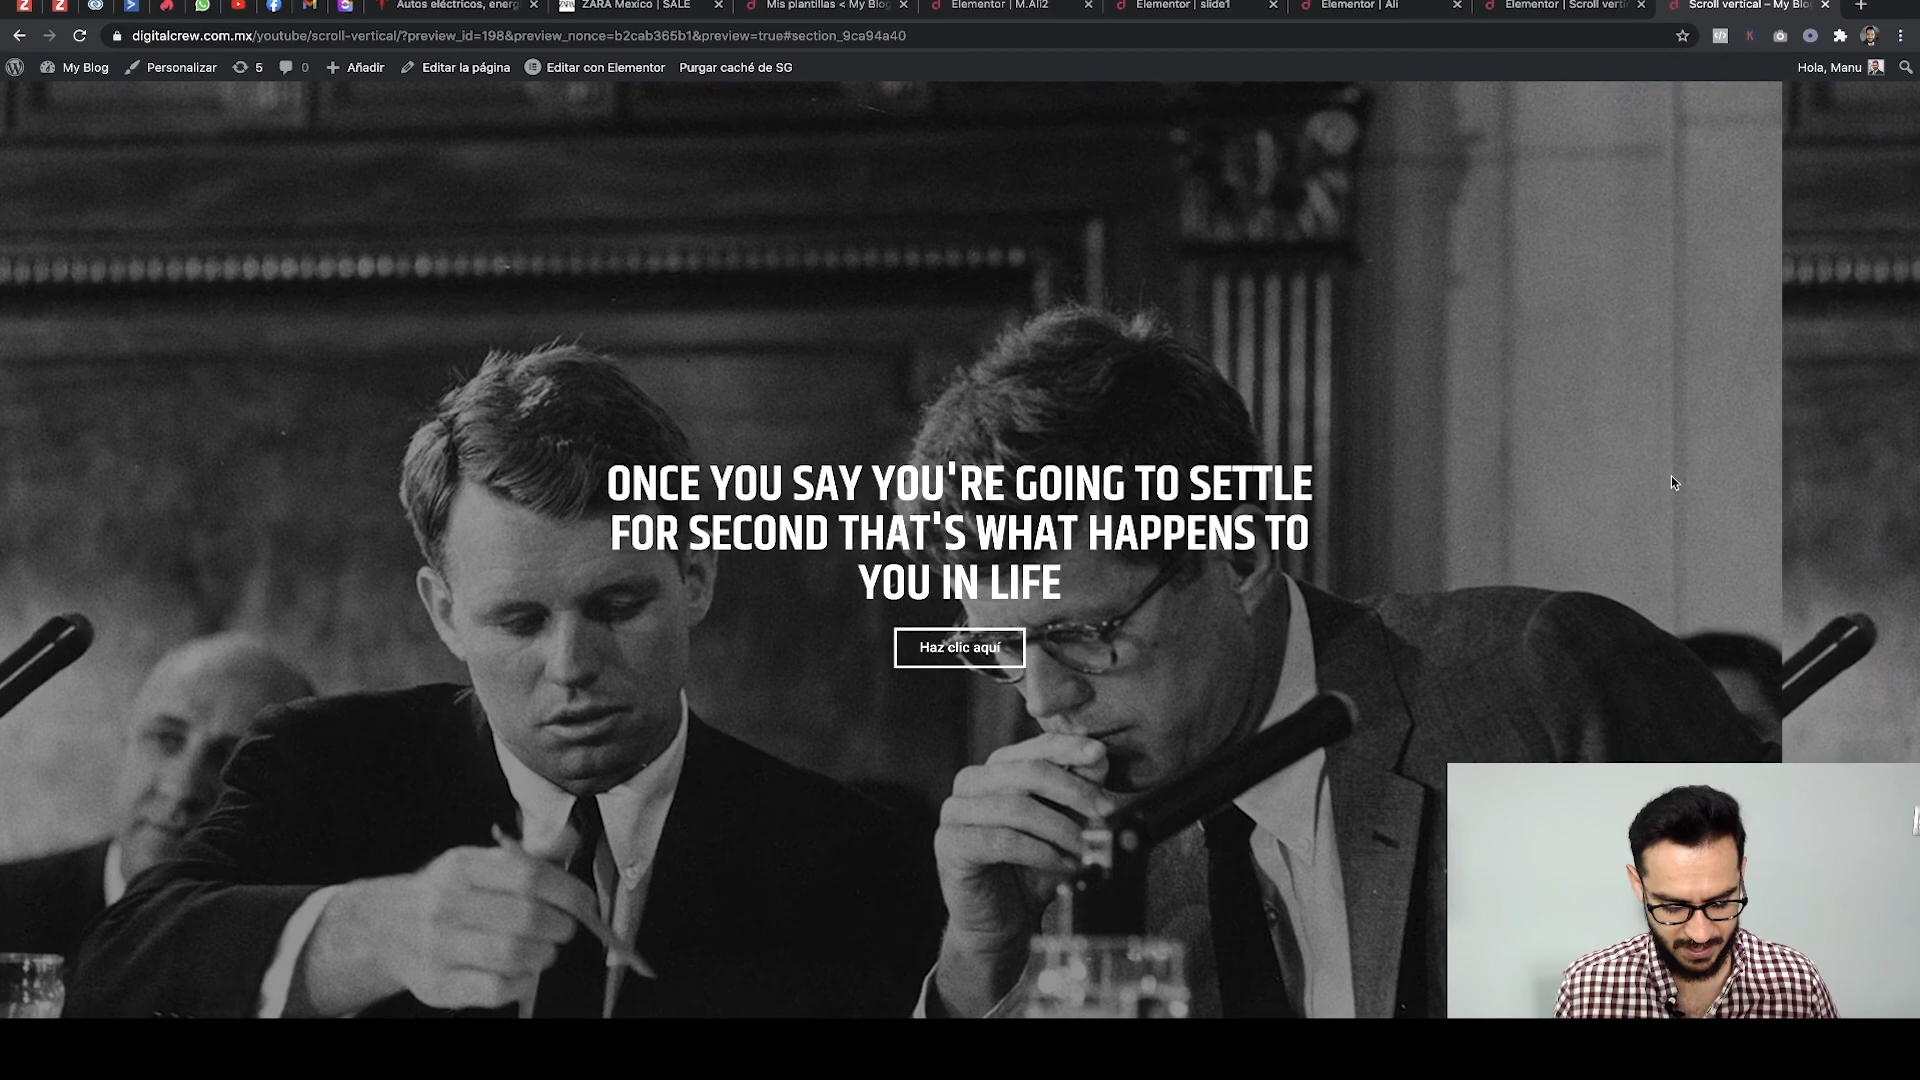 Autos eléctricos, energ
ZARA México | SALE
Mis plantillas < My Blog
Elementor | M.Ali2
Elementor | slide1
Elementor | Ali
Elementor | Scroll verti
Scroll vertical – My Blo
digitalcrew.com.mx/youtube/scroll-vertical/?preview_id=198&preview_nonce=b2cab365b1&preview=true#section_9ca94a40
My Blog
Personalizar
5
0
Añadir
Editar la página
Editar con Elementor
Purgar caché de SG
Hola, Manu
ONCE YOU SAY YOU'RE GOING TO SETTLE
FOR SECOND THAT'S WHAT HAPPENS TO
YOU IN LIFE
Haz clic aquí